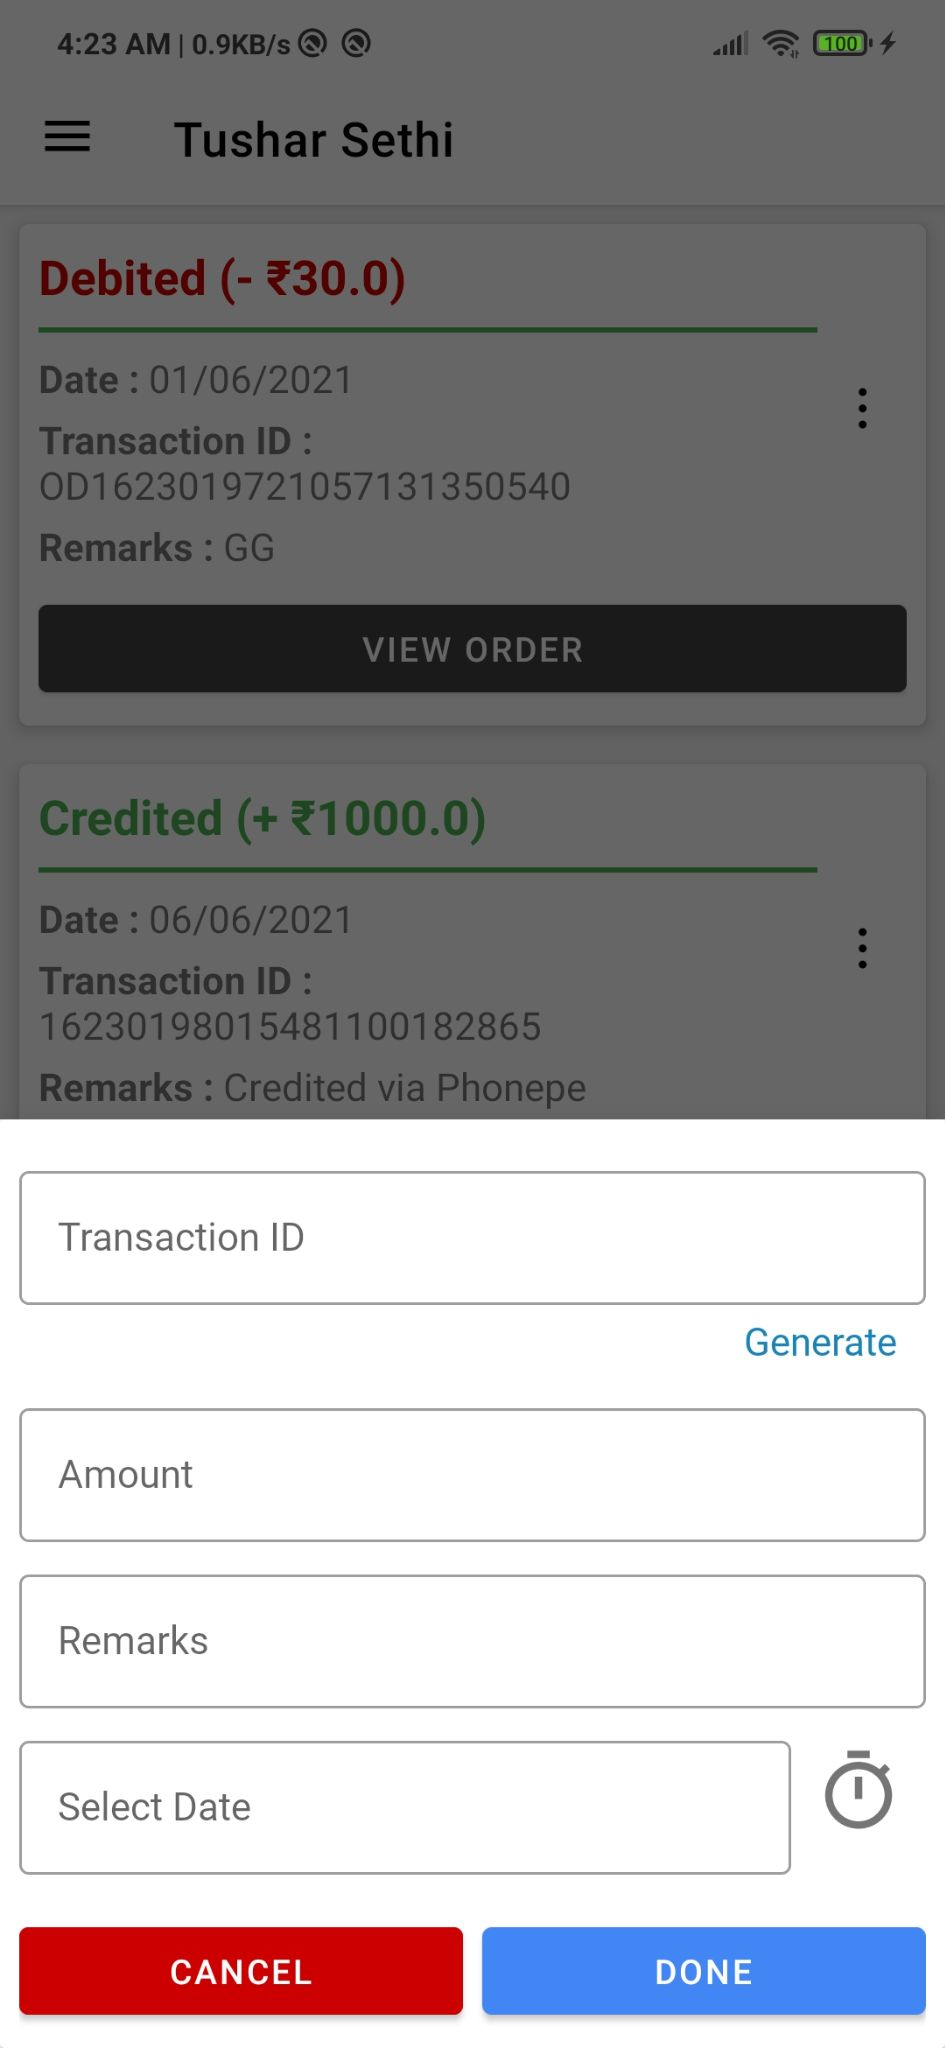 4:23 AM | 0.9KB/s 100
Tushar Sethi
Debited (- ₹30.0)
Date : 01/06/2021
Transaction ID :
OD1623019721057131350540
Remarks : GG
VIEW ORDER
Credited (+ ₹1000.0)
Date : 06/06/2021
Transaction ID :
16230198015481100182865
Remarks : Credited via Phonepe
Transaction ID
Generate
Amount
Remarks
Select Date
CANCEL DONE